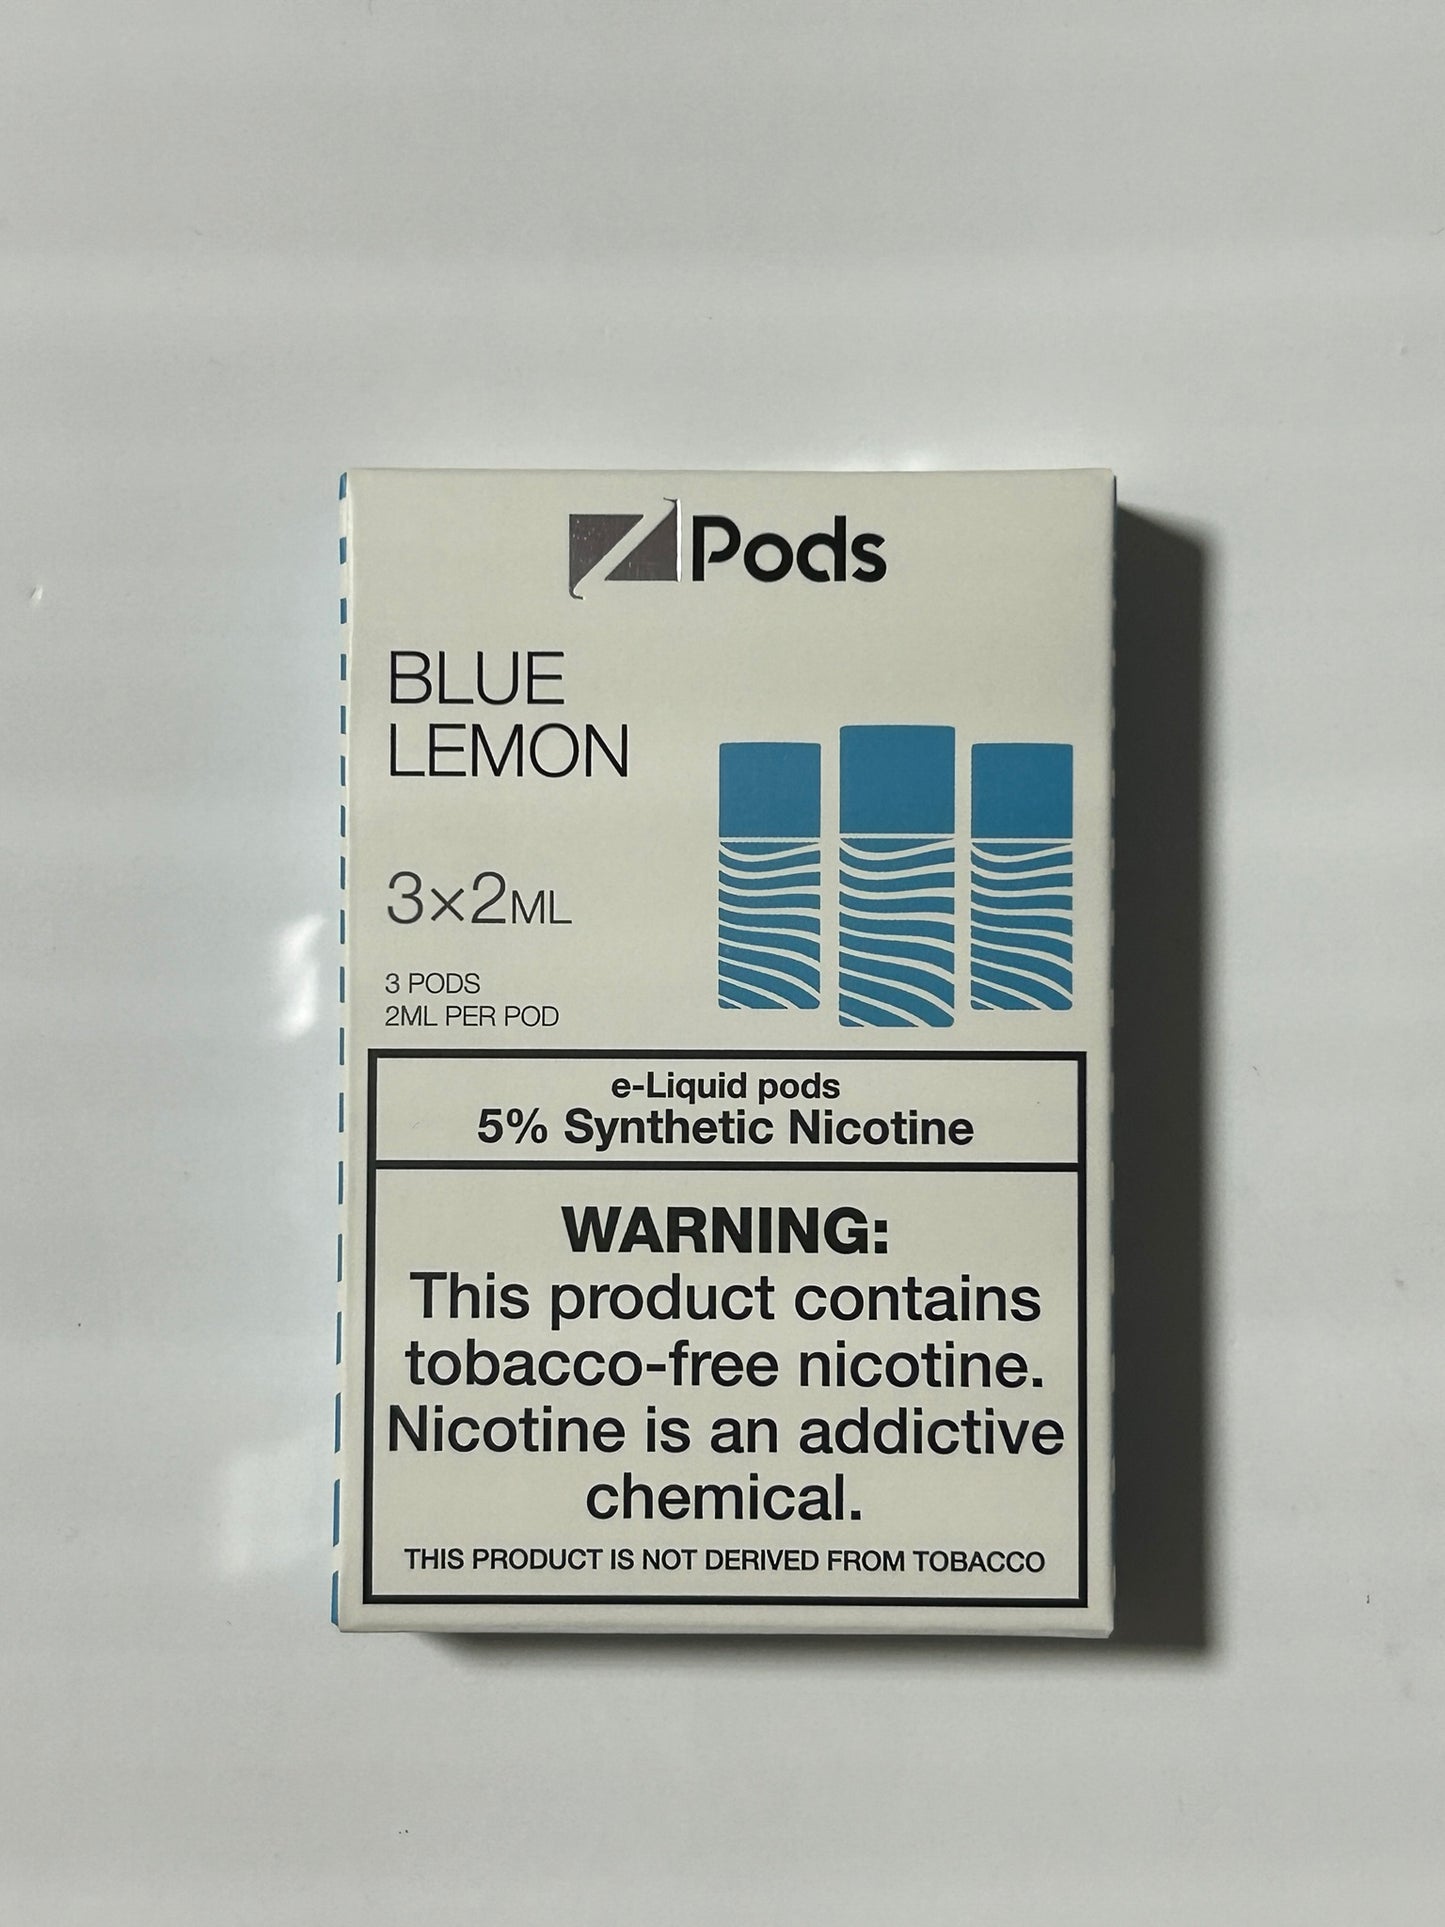 Z Pods
BLUE
LEMON
3×2ML
3 PODS
2ML PER POD
e-Liquid pods
5% Synthetic Nicotine
WARNING:
This product contains
tobacco-free nicotine.
Nicotine is an addictive
chemical.
THIS PRODUCT IS NOT DERIVED FROM TOBACCO